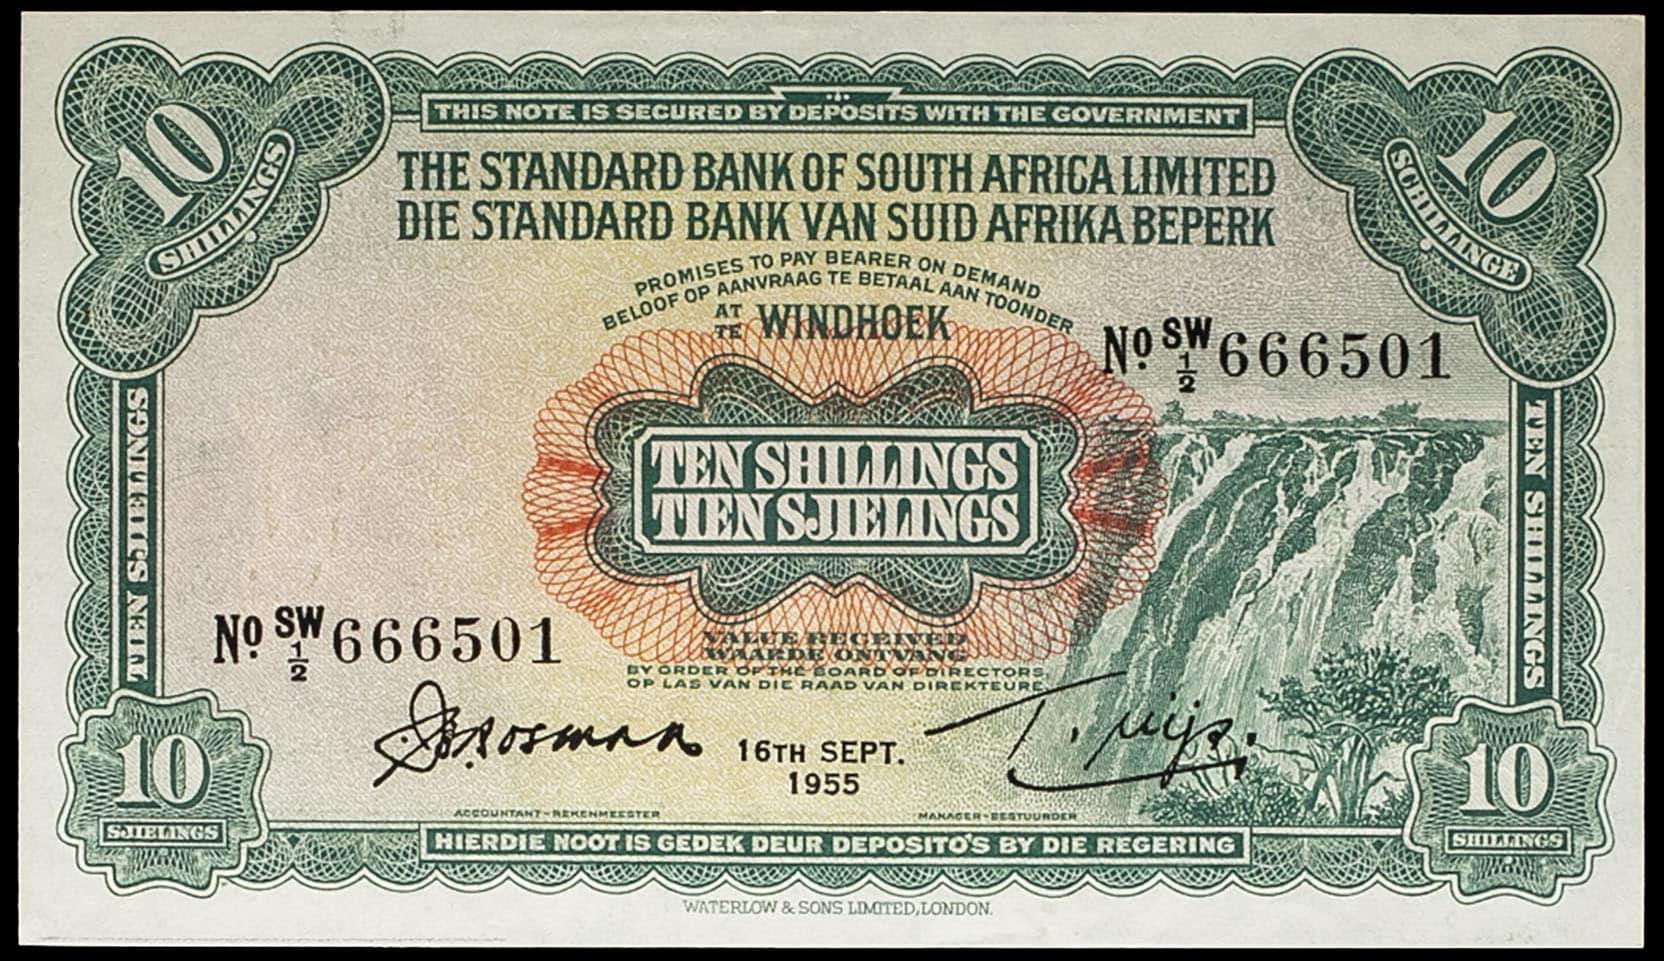 THIS NOTE IS SECURED BY DEPOSITS WITH THE GOVERNMENT
10
SHILLINGS
10
SCHILLINGE
THE STANDARD BANK OF SOUTH AFRICA LIMITED
DIE STANDARD BANK VAN SUID AFRIKA BEPERK
PROMISES TO PAY BEARER ON DEMAND
BELOOF OP AANVRAAG TE BETAAL AAN TOONDER
AT
TE WINDHOEK
No. SW 1/2 666501
TEN SHILLINGS
TIEN SJIELINGS
TIEN SJIELINGS
TEN SHILLINGS
No. SW 1/2 666501
VALUE RECEIVED
WAARDE ONTVANG
BY ORDER OF THE BOARD OF DIRECTORS
OP LAS VAN DIE RAAD VAN DIREKTEURE
16TH SEPT.
1955
ACCOUNTANT-REKENMEESTER
MANAGER-BESTUURDER
10
SJIELINGS
10
SHILLINGS
HIERDIE NOOT IS GEDEK DEUR DEPOSITO'S BY DIE REGERING
WATERLOW & SONS LIMITED, LONDON.